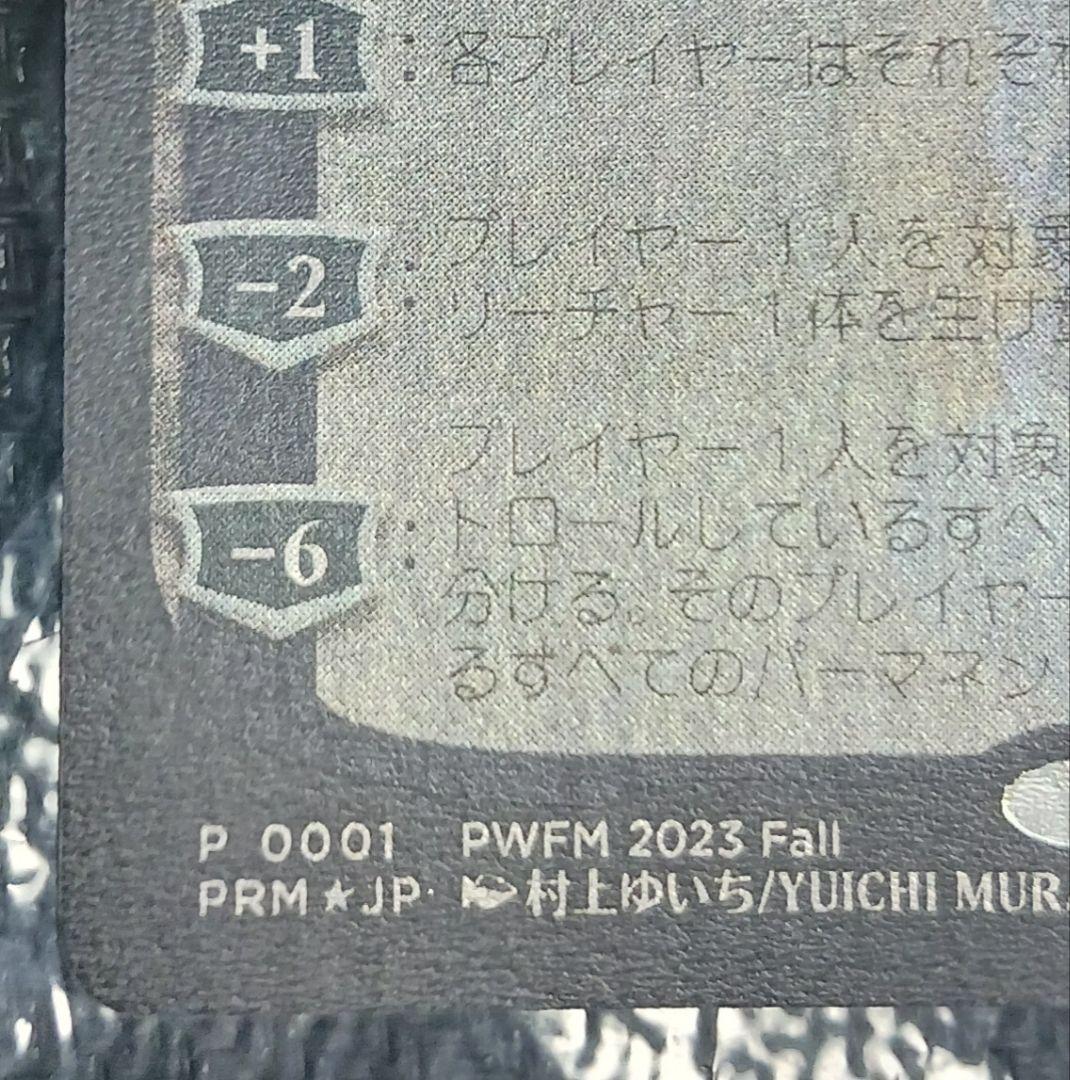 +1 : 各プレイヤーはそれぞれ
プレイヤー1人を対象
-2 : リーチャー1体を生け
プレイヤー1人を対象
-6 : トロールしているすべ
分ける。そのプレイヤー
るすべてのパーマネン
P 0001 PWFM 2023 Fall
PRM★JP 村上ゆいち/YUICHI MUR